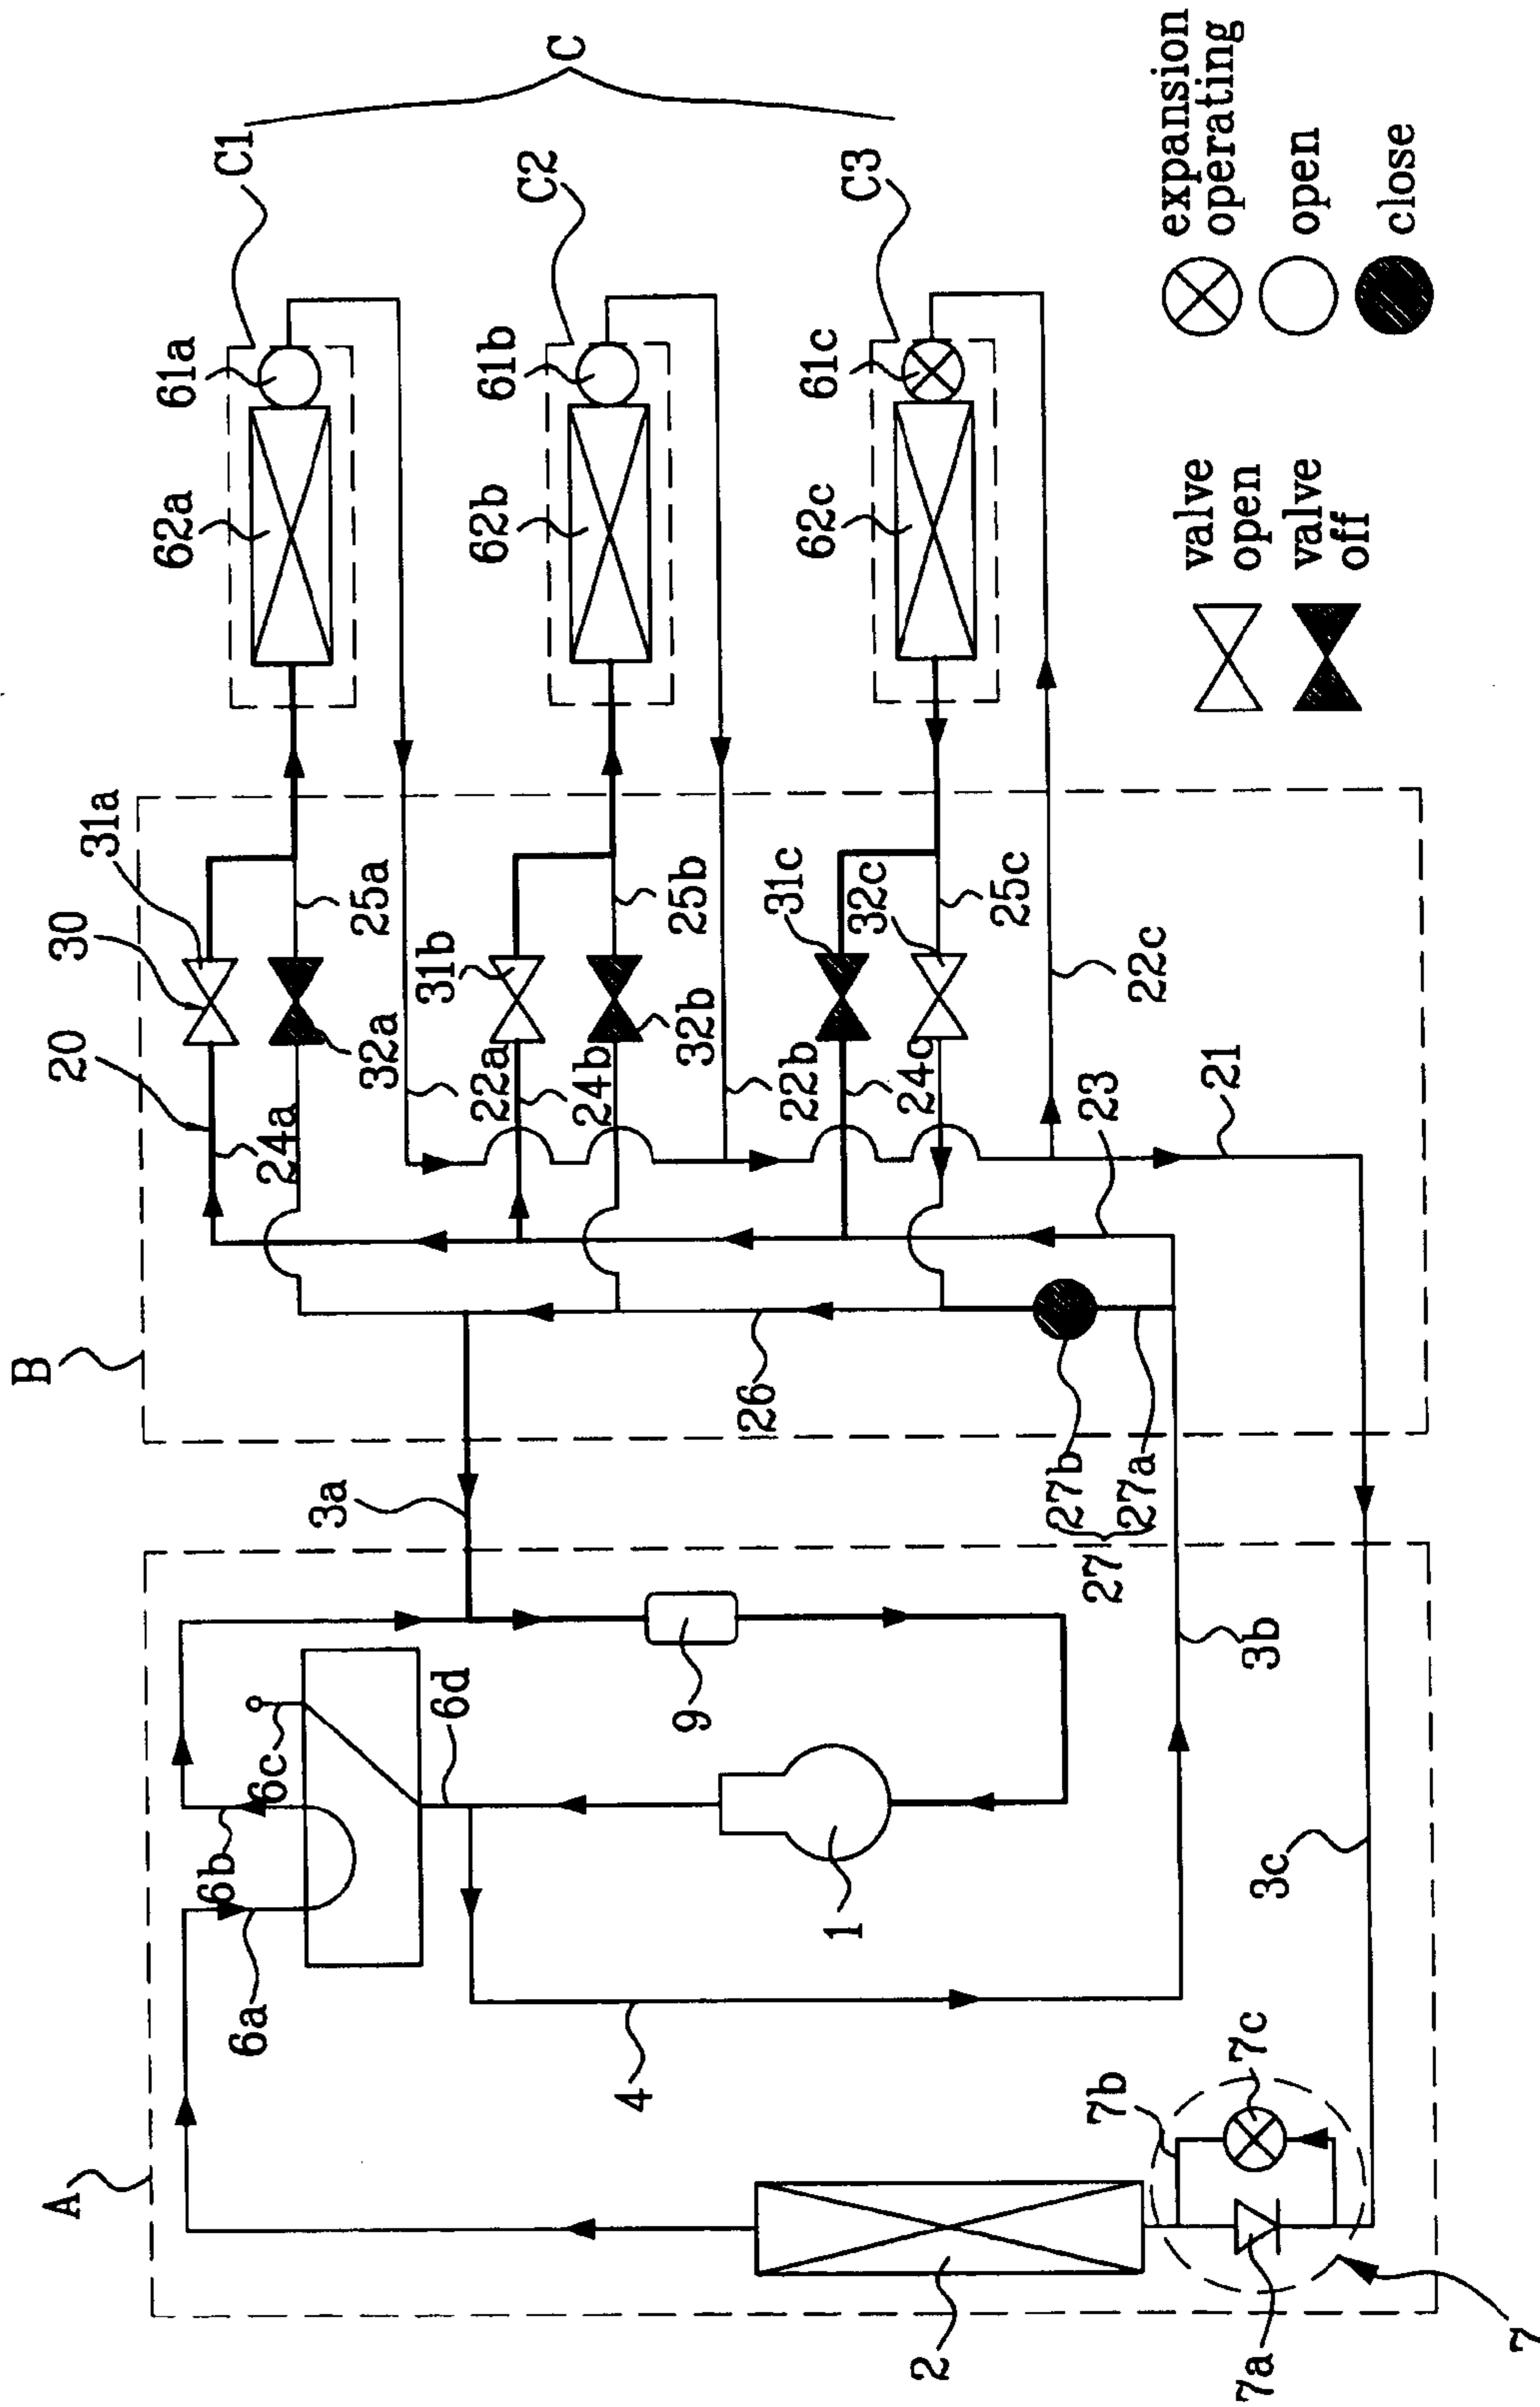 A
B
C
C1
C2
C3
20
30
31a
24a
32a
25a
22a
62a
61a
31b
24b
32b
25b
22b
62b
61b
31c
24c
32c
25c
22c
62c
61c
23
21
26
27b
27a
27
3a
3b
3c
6a
6b
6c
6d
9
1
4
2
7b
7c
7a
7
valve
open
valve
off
expansion
operating
open
close